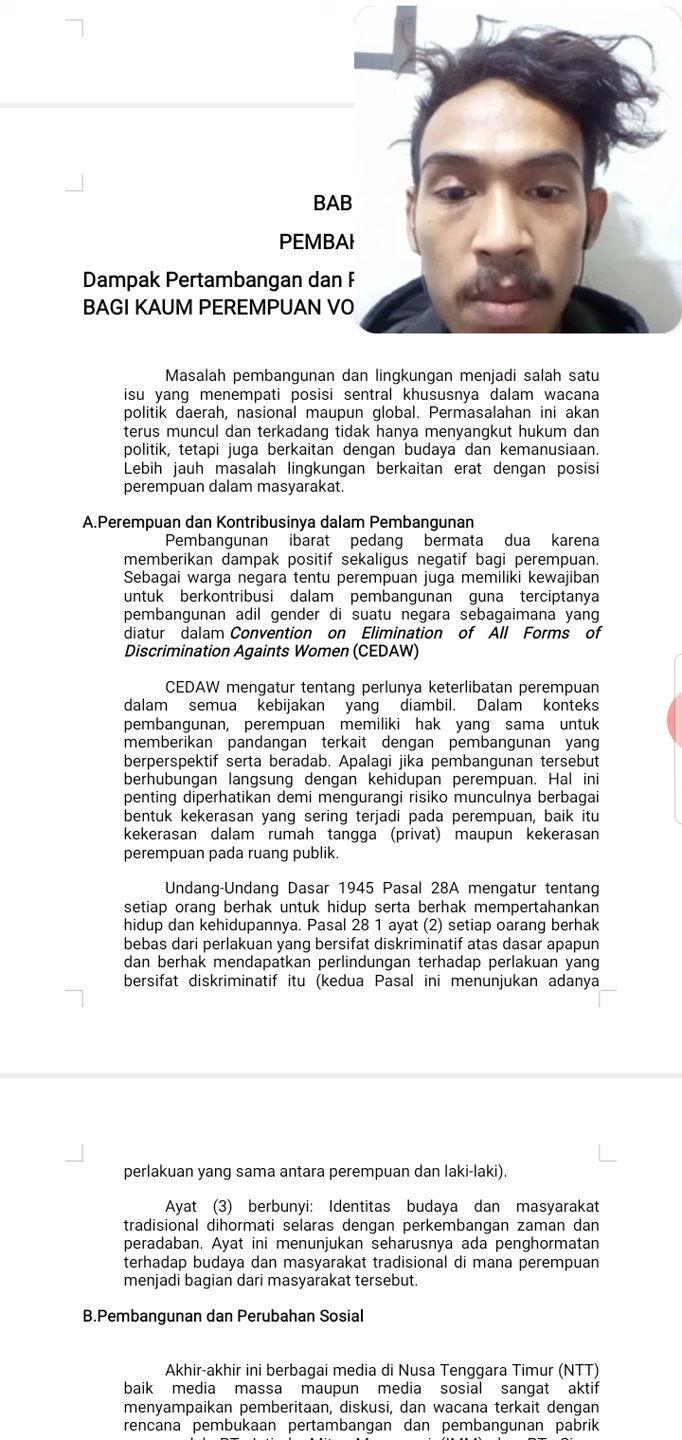 BAB
PEMBAH
Dampak Pertambangan dan P
BAGI KAUM PEREMPUAN VO
Masalah pembangunan dan lingkungan menjadi salah satu
isu yang menempati posisi sentral khususnya dalam wacana
politik daerah, nasional maupun global. Permasalahan ini akan
terus muncul dan terkadang tidak hanya menyangkut hukum dan
politik, tetapi juga berkaitan dengan budaya dan kemanusiaan.
Lebih jauh masalah lingkungan berkaitan erat dengan posisi
perempuan dalam masyarakat.
A.Perempuan dan Kontribusinya dalam Pembangunan
Pembangunan ibarat pedang bermata dua karena
memberikan dampak positif sekaligus negatif bagi perempuan.
Sebagai warga negara tentu perempuan juga memiliki kewajiban
untuk berkontribusi dalam pembangunan guna terciptanya
pembangunan adil gender di suatu negara sebagaimana yang
diatur dalam Convention on Elimination of All Forms of
Discrimination Againts Women (CEDAW)
CEDAW mengatur tentang perlunya keterlibatan perempuan
dalam semua kebijakan yang diambil. Dalam konteks
pembangunan, perempuan memiliki hak yang sama untuk
memberikan pandangan terkait dengan pembangunan yang
berperspektif serta beradab. Apalagi jika pembangunan tersebut
berhubungan langsung dengan kehidupan perempuan. Hal ini
penting diperhatikan demi mengurangi risiko munculnya berbagai
bentuk kekerasan yang sering terjadi pada perempuan, baik itu
kekerasan dalam rumah tangga (privat) maupun kekerasan
perempuan pada ruang publik.
Undang-Undang Dasar 1945 Pasal 28A mengatur tentang
setiap orang berhak untuk hidup serta berhak mempertahankan
hidup dan kehidupannya. Pasal 28 1 ayat (2) setiap oarang berhak
bebas dari perlakuan yang bersifat diskriminatif atas dasar apapun
dan berhak mendapatkan perlindungan terhadap perlakuan yang
bersifat diskriminatif itu (kedua Pasal ini menunjukan adanya
perlakuan yang sama antara perempuan dan laki-laki).
Ayat (3) berbunyi: Identitas budaya dan masyarakat
tradisional dihormati selaras dengan perkembangan zaman dan
peradaban. Ayat ini menunjukan seharusnya ada penghormatan
terhadap budaya dan masyarakat tradisional di mana perempuan
menjadi bagian dari masyarakat tersebut.
B.Pembangunan dan Perubahan Sosial
Akhir-akhir ini berbagai media di Nusa Tenggara Timur (NTT)
baik media massa maupun media sosial sangat aktif
menyampaikan pemberitaan, diskusi, dan wacana terkait dengan
rencana pembukaan pertambangan dan pembangunan pabrik